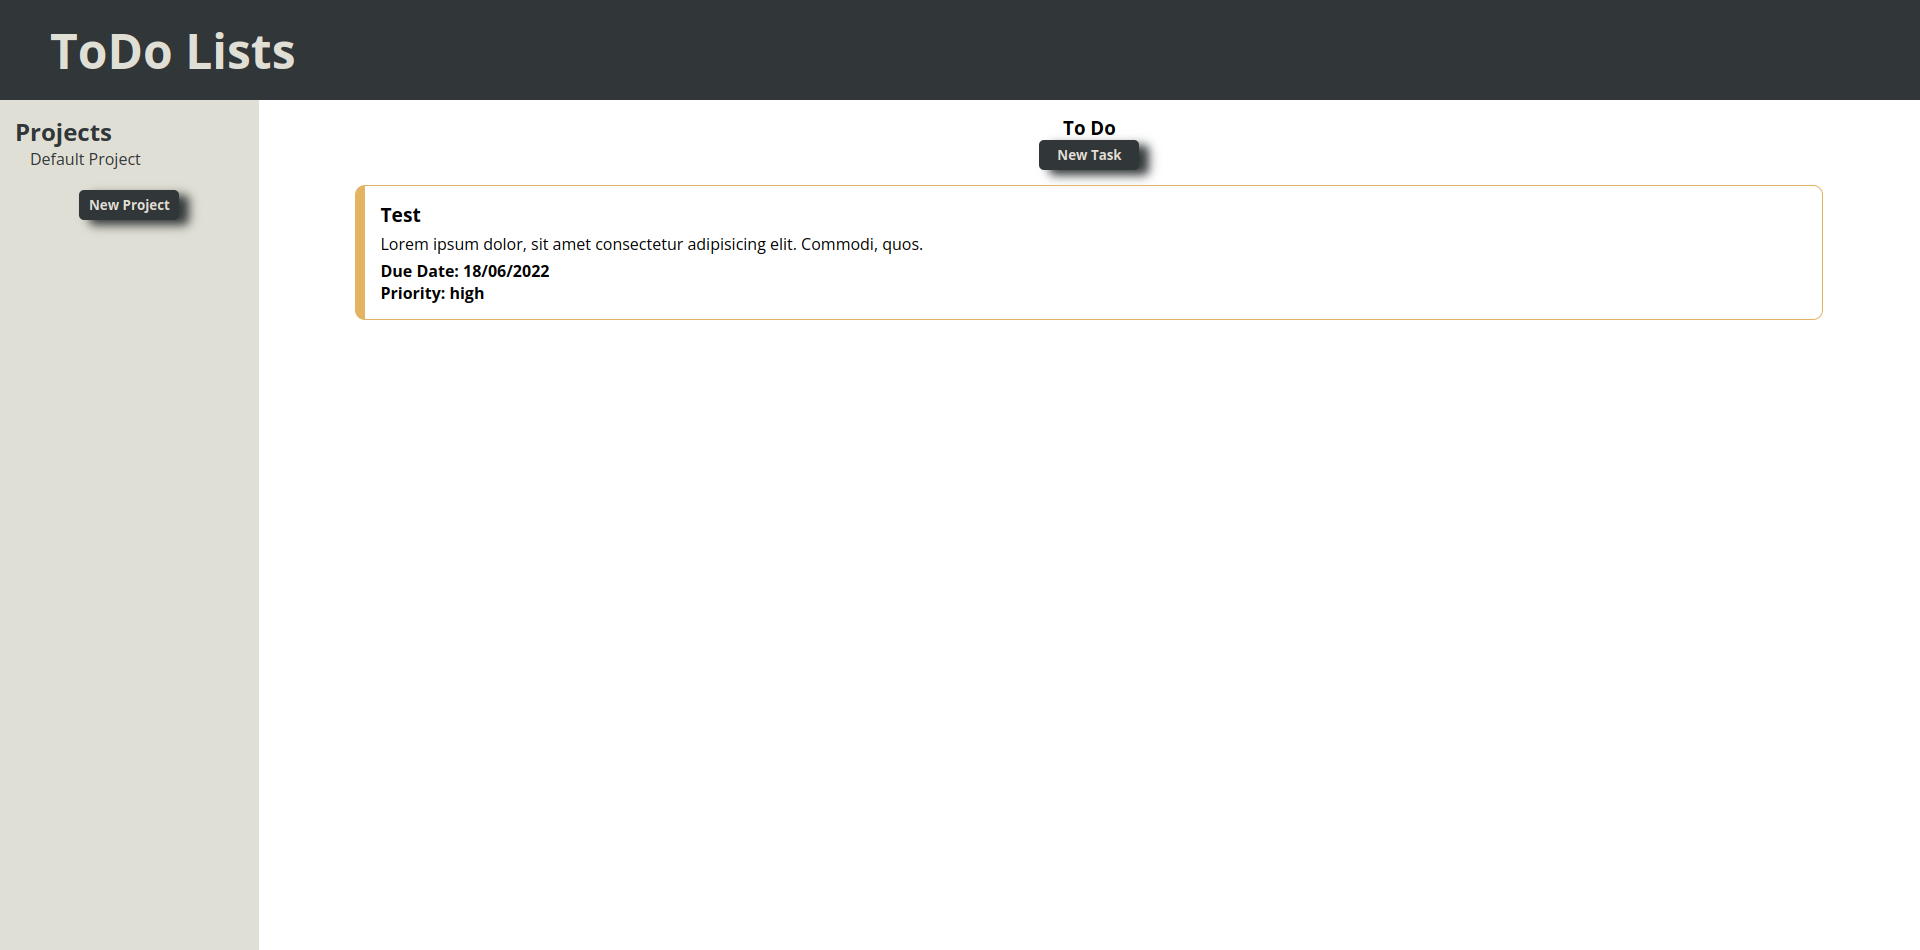 ToDo Lists
Projects
Default Project
New Project
To Do
New Task
Test
Lorem ipsum dolor, sit amet consectetur adipisicing elit. Commodi, quos.
Due Date: 18/06/2022
Priority: high